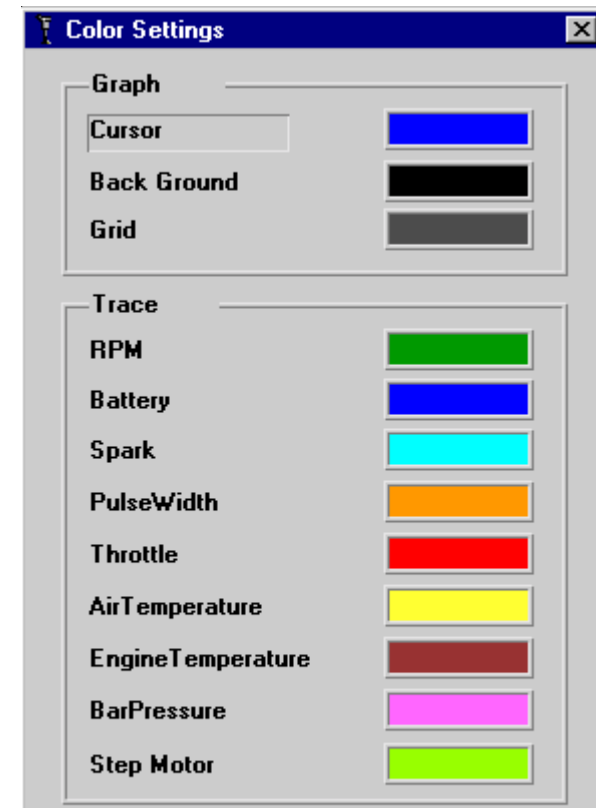 Color Settings
Graph
Cursor
Back Ground
Grid
Trace
RPM
Battery
Spark
PulseWidth
Throttle
AirTemperature
EngineTemperature
BarPressure
Step Motor